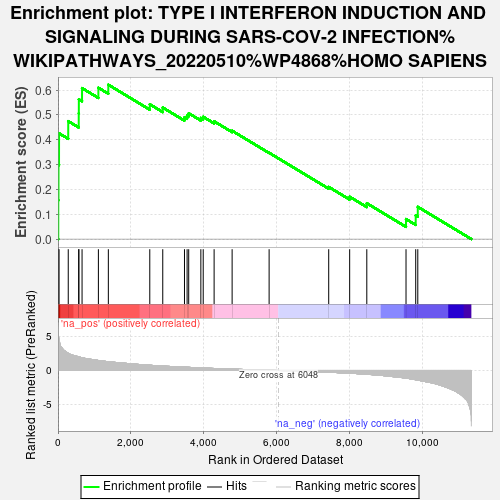 Enrichment plot: TYPE I INTERFERON INDUCTION AND
SIGNALING DURING SARS-COV-2 INFECTION%
WIKIPATHWAYS_20220510%WP4868%HOMO SAPIENS
Enrichment score (ES)
0.6
0.5
0.4
0.3
0.2
0.1
0.0
'na_pos' (positively correlated)
Ranked list metric (PreRanked)
5
0
-5
Zero cross at 6048
'na_neg' (negatively correlated)
0
2,000
4,000
6,000
8,000
10,000
Rank in Ordered Dataset
Enrichment profile
Hits
Ranking metric scores